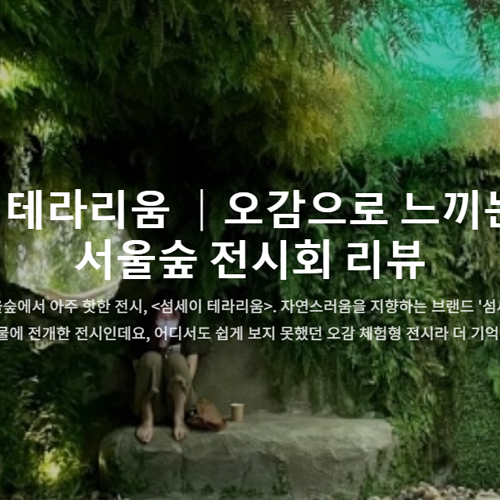 테라리움 | 오감으로 느끼는
서울숲 전시회 리뷰
숲에서 아주 핫한 전시, <섬세이 테라리움>. 자연스러움을 지향하는 브랜드 '섬
물에 전개한 전시인데요, 어디서도 쉽게 보지 못했던 오감 체험형 전시라 더 기억